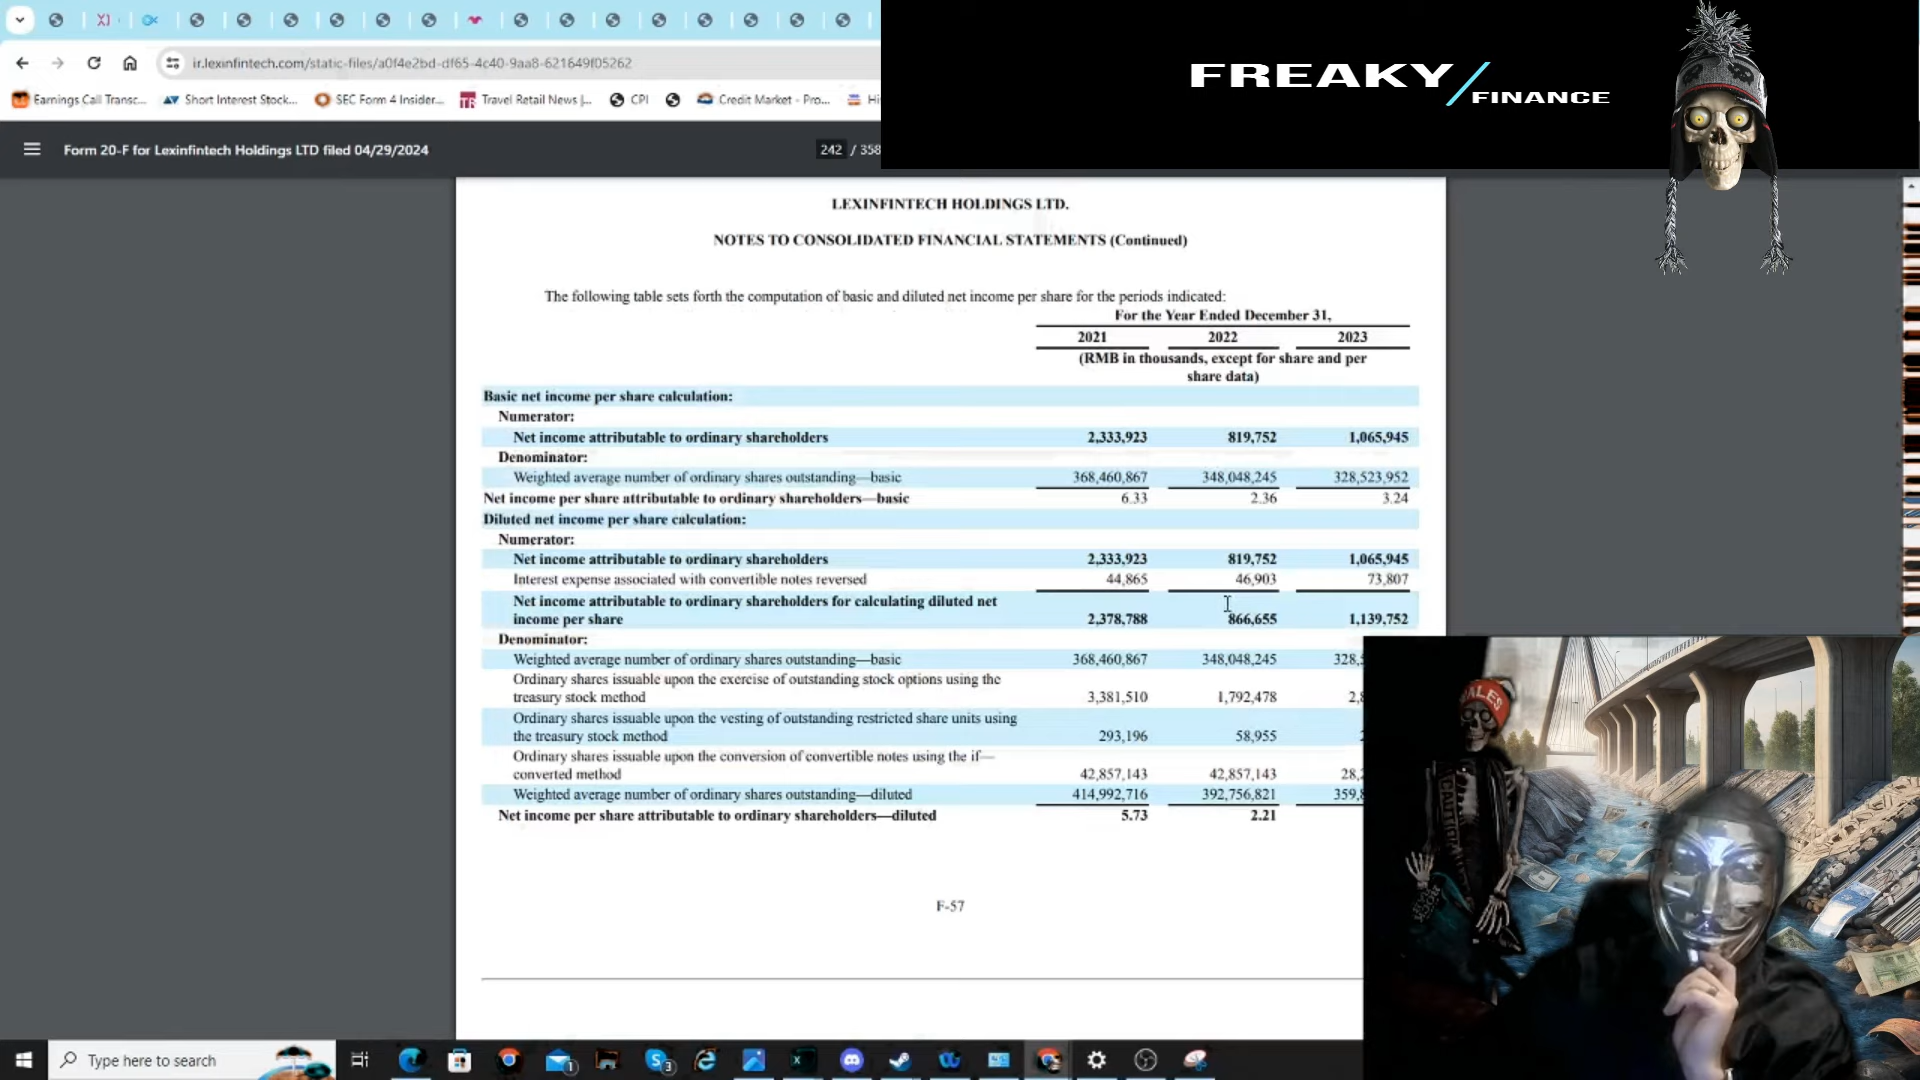 ir.lexinfintech.com/static-files/a0f4e2bd-df65-4c40-9aa8-621649f05262
Earnings Call Transc... Short Interest Stock... SEC Form 4 Insider... Travel Retail News |... CPI Credit Market - Pro... Hi
FREAKY/FINANCE
Form 20-F for Lexinfintech Holdings LTD filed 04/29/2024 242 / 358
LEXINFINTECH HOLDINGS LTD.
NOTES TO CONSOLIDATED FINANCIAL STATEMENTS (Continued)
The following table sets forth the computation of basic and diluted net income per share for the periods indicated:
For the Year Ended December 31,
2021 2022 2023
(RMB in thousands, except for share and per
share data)
Basic net income per share calculation:
Numerator:
Net income attributable to ordinary shareholders 2,333,923 819,752 1,065,945
Denominator:
Weighted average number of ordinary shares outstanding—basic 368,460,867 348,048,245 328,523,952
Net income per share attributable to ordinary shareholders—basic 6.33 2.36 3.24
Diluted net income per share calculation:
Numerator:
Net income attributable to ordinary shareholders 2,333,923 819,752 1,065,945
Interest expense associated with convertible notes reversed 44,865 46,903 73,807
Net income attributable to ordinary shareholders for calculating diluted net
income per share 2,378,788 866,655 1,139,752
Denominator:
Weighted average number of ordinary shares outstanding—basic 368,460,867 348,048,245 328,5
Ordinary shares issuable upon the exercise of outstanding stock options using the
treasury stock method 3,381,510 1,792,478 2,8
Ordinary shares issuable upon the vesting of outstanding restricted share units using
the treasury stock method 293,196 58,955
Ordinary shares issuable upon the conversion of convertible notes using the if—
converted method 42,857,143 42,857,143 28,2
Weighted average number of ordinary shares outstanding—diluted 414,992,716 392,756,821 359,8
Net income per share attributable to ordinary shareholders—diluted 5.73 2.21
F-57
Type here to search